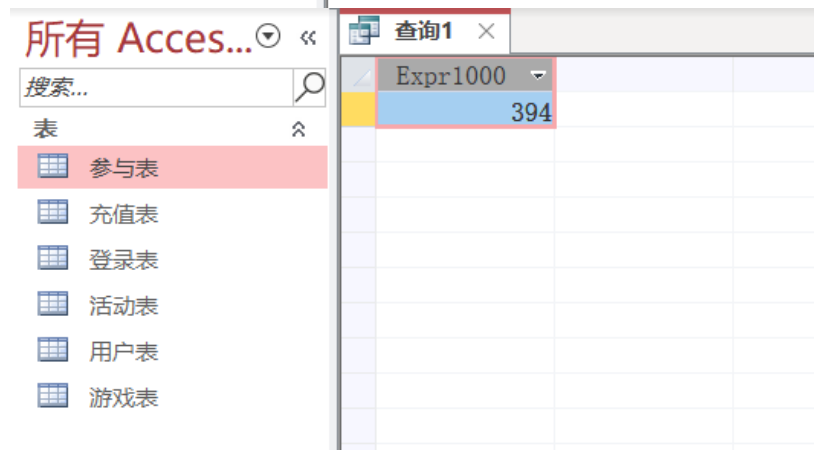 所有 Acces...
搜索...
表
参与表
充值表
登录表
活动表
用户表
游戏表
查询1
Expr1000
394